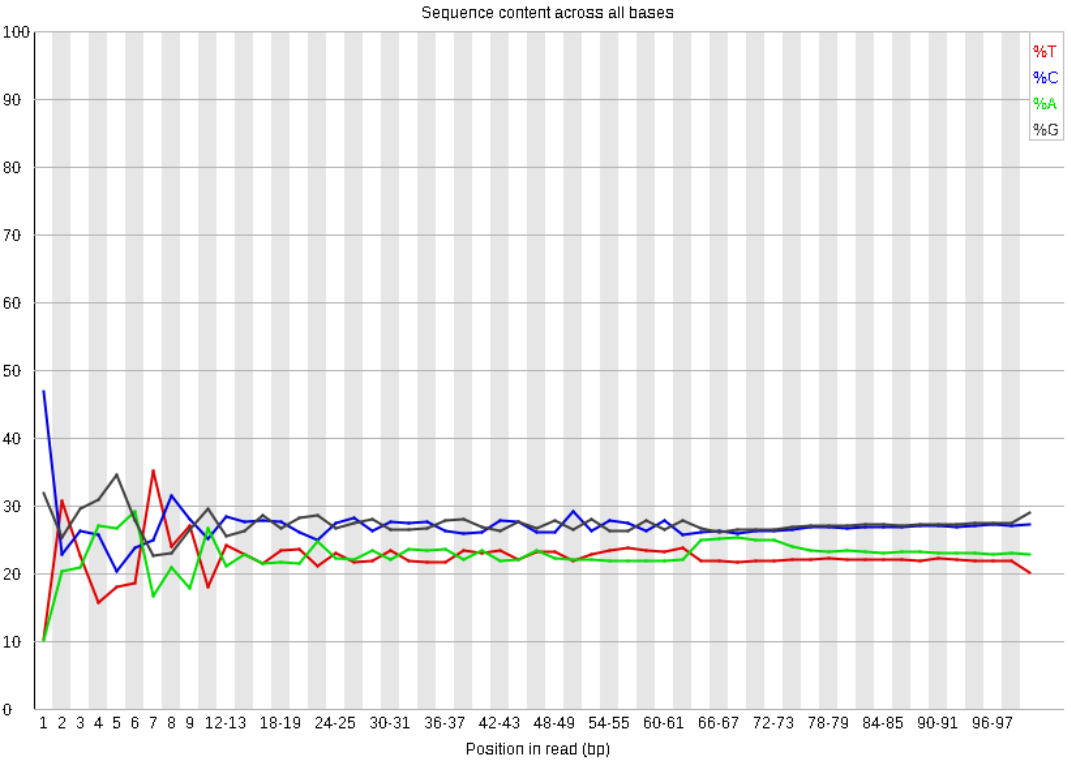 Sequence content across all bases
100
90
80
70
60
50
40
30
20
10
0
%T
%C
%A
%G
1 2 3 4 5 6 7 8 9 12-13 18-19 24-25 30-31 36-37 42-43 48-49 54-55 60-61 66-67 72-73 78-79 84-85 90-91 96-97
Position in read (bp)